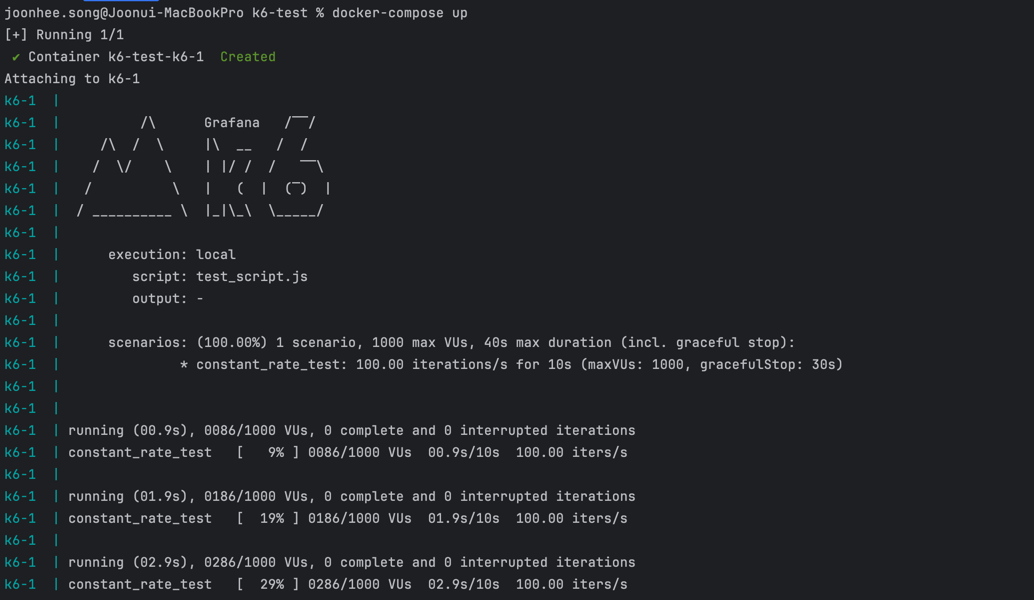 joonhee.song@Joonui-MacBookPro k6-test % docker-compose up
[+] Running 1/1
 ✔ Container k6-test-k6-1  Created
Attaching to k6-1
k6-1  |
k6-1  |          /\      Grafana   /‾‾/
k6-1  |     /\  /  \     |\  __   /  /
k6-1  |    /  \/    \    | |/ /  /   ‾‾\
k6-1  |   /          \   |   (  |  (‾)  |
k6-1  |  / __________ \  |_|\_\  \_____/
k6-1  |
k6-1  |      execution: local
k6-1  |         script: test_script.js
k6-1  |         output: -
k6-1  |
k6-1  |      scenarios: (100.00%) 1 scenario, 1000 max VUs, 40s max duration (incl. graceful stop):
k6-1  |               * constant_rate_test: 100.00 iterations/s for 10s (maxVUs: 1000, gracefulStop: 30s)
k6-1  |
k6-1  |
k6-1  | running (00.9s), 0086/1000 VUs, 0 complete and 0 interrupted iterations
k6-1  | constant_rate_test   [   9% ] 0086/1000 VUs  00.9s/10s  100.00 iters/s
k6-1  |
k6-1  | running (01.9s), 0186/1000 VUs, 0 complete and 0 interrupted iterations
k6-1  | constant_rate_test   [  19% ] 0186/1000 VUs  01.9s/10s  100.00 iters/s
k6-1  |
k6-1  | running (02.9s), 0286/1000 VUs, 0 complete and 0 interrupted iterations
k6-1  | constant_rate_test   [  29% ] 0286/1000 VUs  02.9s/10s  100.00 iters/s